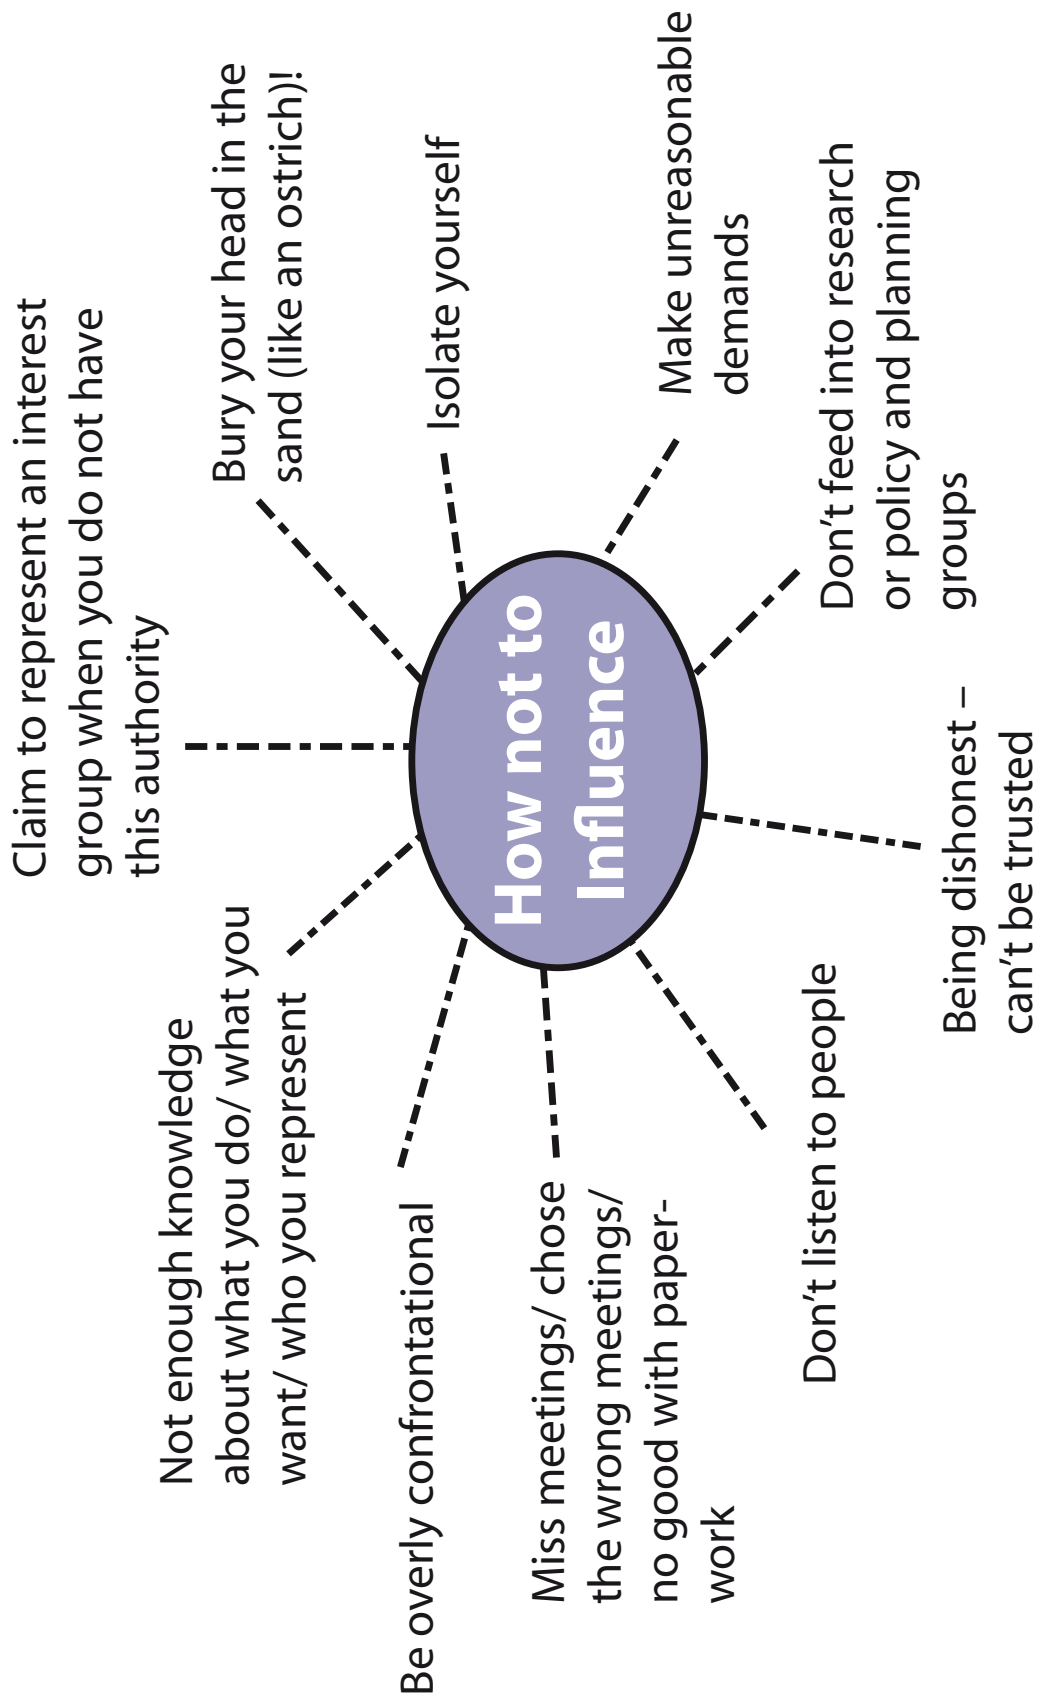 Claim to represent an interest
group when you do not have
this authority
Bury your head in the
sand (like an ostrich)!
Isolate yourself
Make unreasonable
demands
Don't feed into research
or policy and planning
groups
Being dishonest –
can't be trusted
Don't listen to people
Miss meetings/ chose
the wrong meetings/
no good with paper-
work
Be overly confrontational
Not enough knowledge
about what you do/ what you
want/ who you represent
How not to
Influence